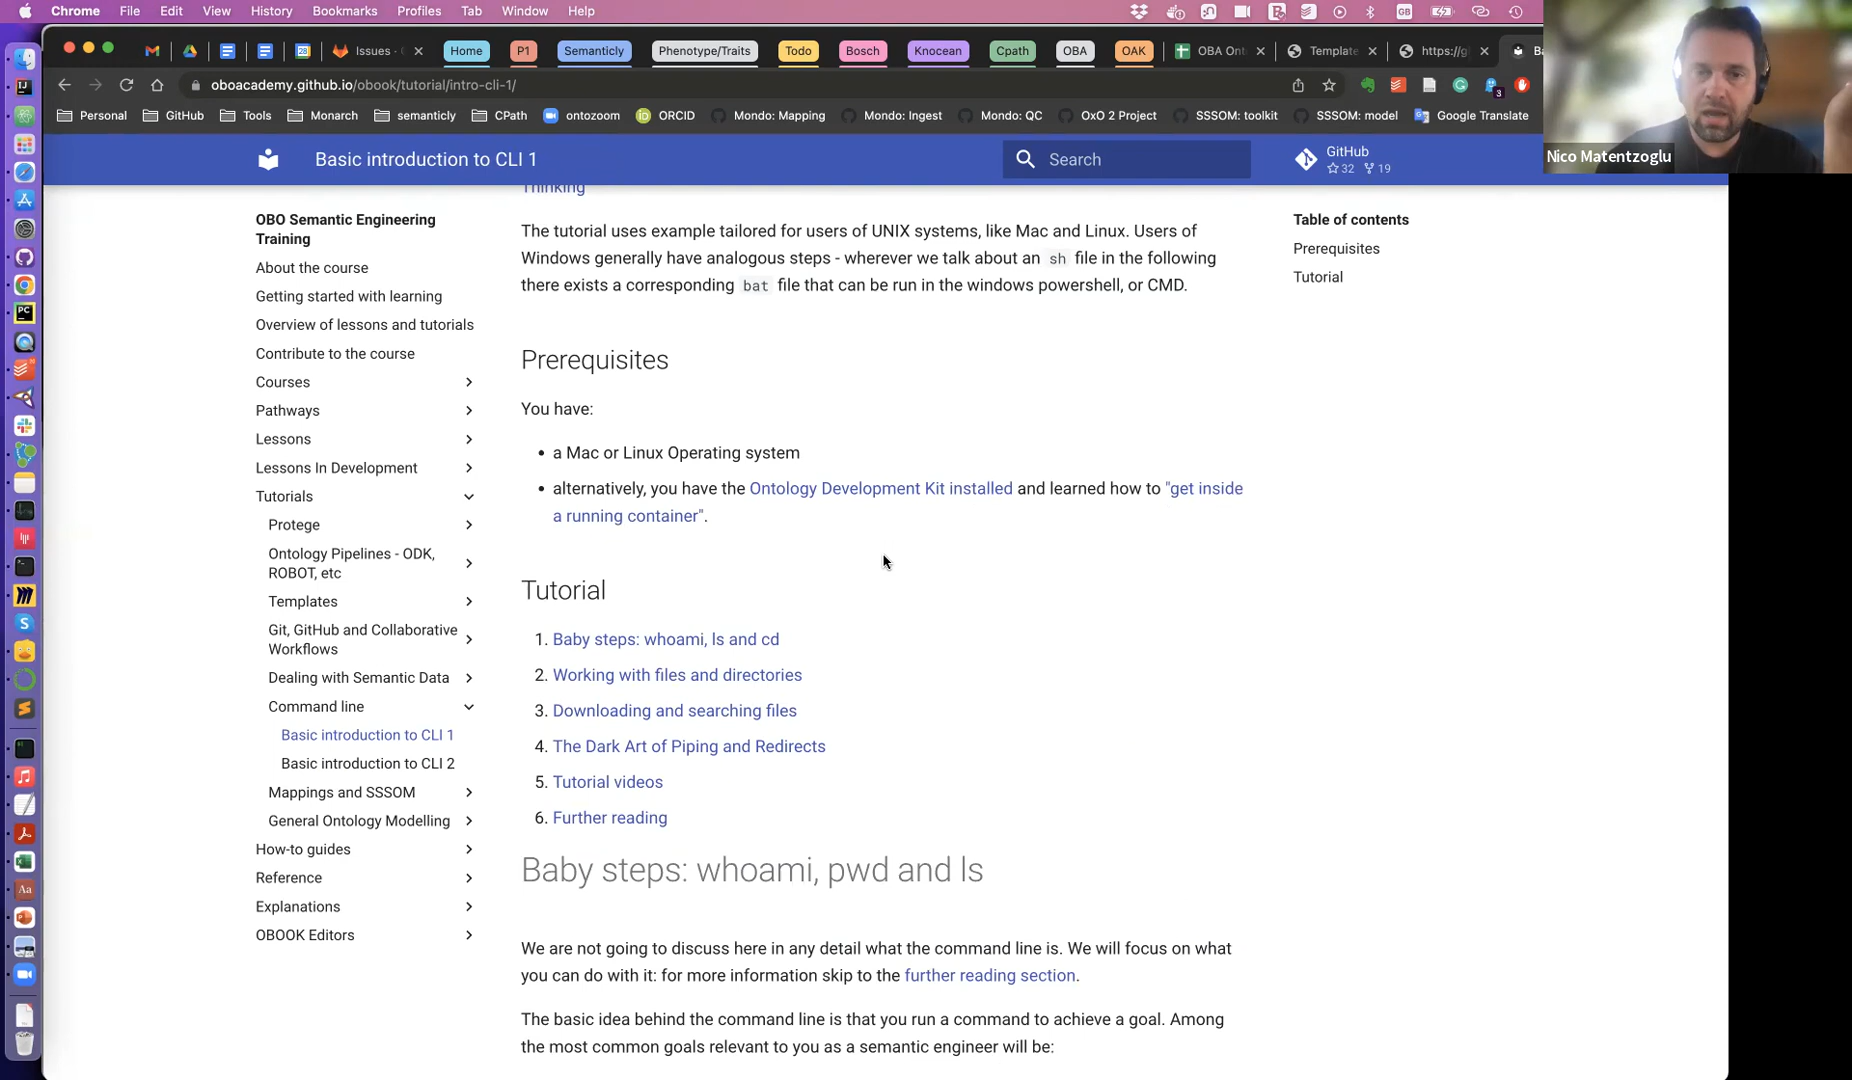 Chrome File Edit View History Bookmarks Profiles Tab Window Help
GB
28
Issues - Home P1 Semanticly Phenotype/Traits Todo Bosch Knocean Cpath OBA OAK OBA Ont Template https://gi Ba
oboacademy.github.io/obook/tutorial/intro-cli-1/
3
Personal GitHub Tools Monarch semanticly CPath ontozoom ORCID Mondo: Mapping Mondo: Ingest Mondo: QC OxO 2 Project SSSOM: toolkit SSSOM: model Google Translate
Nico Matentzoglu
Basic introduction to CLI 1
Search
GitHub
32 19
OBO Semantic Engineering
Training
About the course
Getting started with learning
Overview of lessons and tutorials
Contribute to the course
Courses
Pathways
Lessons
Lessons In Development
Tutorials
Protege
Ontology Pipelines - ODK,
ROBOT, etc
Templates
Git, GitHub and Collaborative
Workflows
Dealing with Semantic Data
Command line
Basic introduction to CLI 1
Basic introduction to CLI 2
Mappings and SSSOM
General Ontology Modelling
How-to guides
Reference
Explanations
OBOOK Editors
Thinking
The tutorial uses example tailored for users of UNIX systems, like Mac and Linux. Users of
Windows generally have analogous steps - wherever we talk about an sh file in the following
there exists a corresponding bat file that can be run in the windows powershell, or CMD.
Prerequisites
You have:
• a Mac or Linux Operating system
• alternatively, you have the Ontology Development Kit installed and learned how to "get inside
a running container".
Tutorial
1. Baby steps: whoami, ls and cd
2. Working with files and directories
3. Downloading and searching files
4. The Dark Art of Piping and Redirects
5. Tutorial videos
6. Further reading
Baby steps: whoami, pwd and ls
We are not going to discuss here in any detail what the command line is. We will focus on what
you can do with it: for more information skip to the further reading section.
The basic idea behind the command line is that you run a command to achieve a goal. Among
the most common goals relevant to you as a semantic engineer will be:
Table of contents
Prerequisites
Tutorial